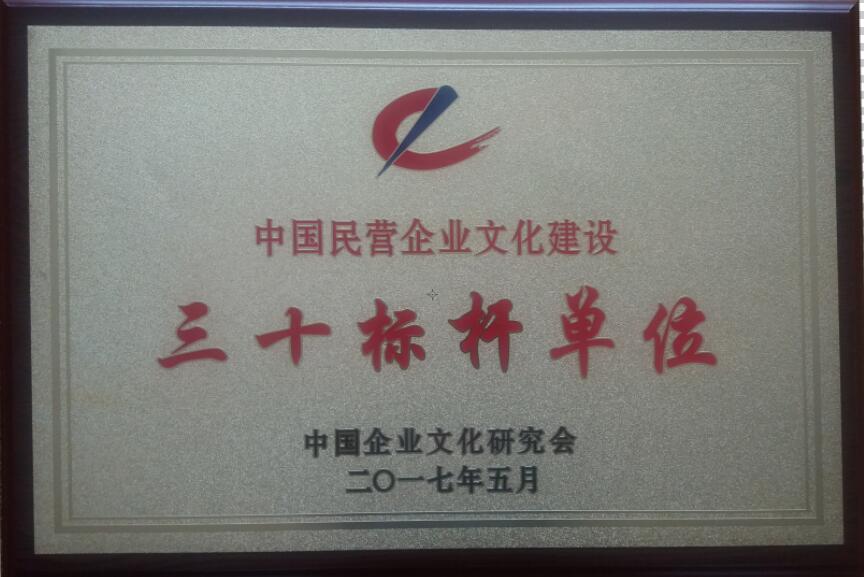 中国民营企业文化建设
三十标杆单位
中国企业文化研究会
二〇一七年五月